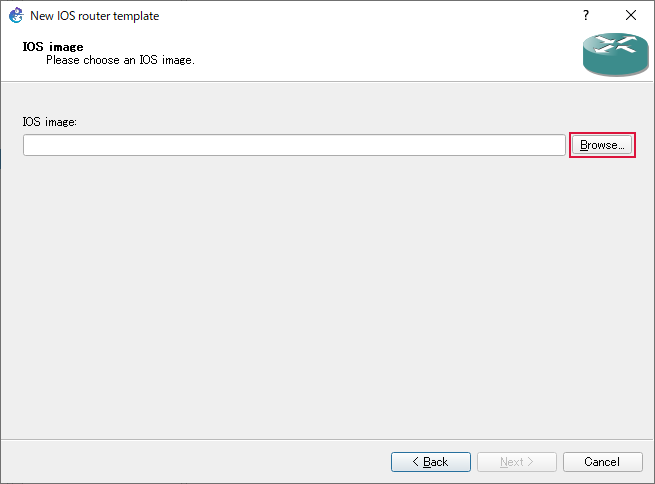 New IOS router template
?
IOS image
Please choose an IOS image.
IOS image:
Browse...
< Back
Next >
Cancel